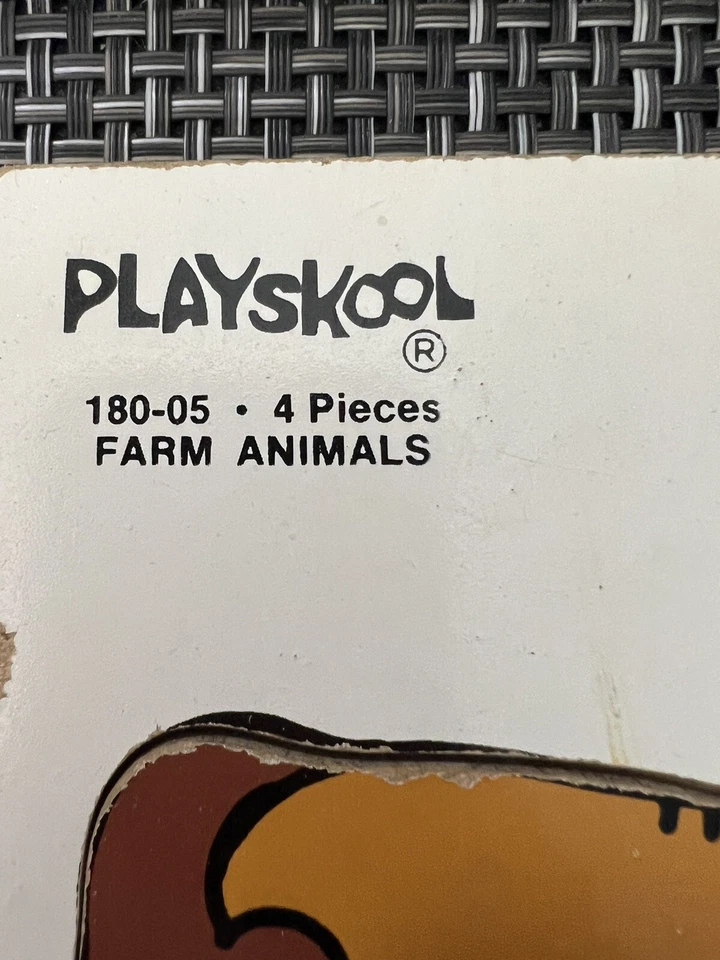 PLAYSKOOL
®
180-05 • 4 Pieces
FARM ANIMALS